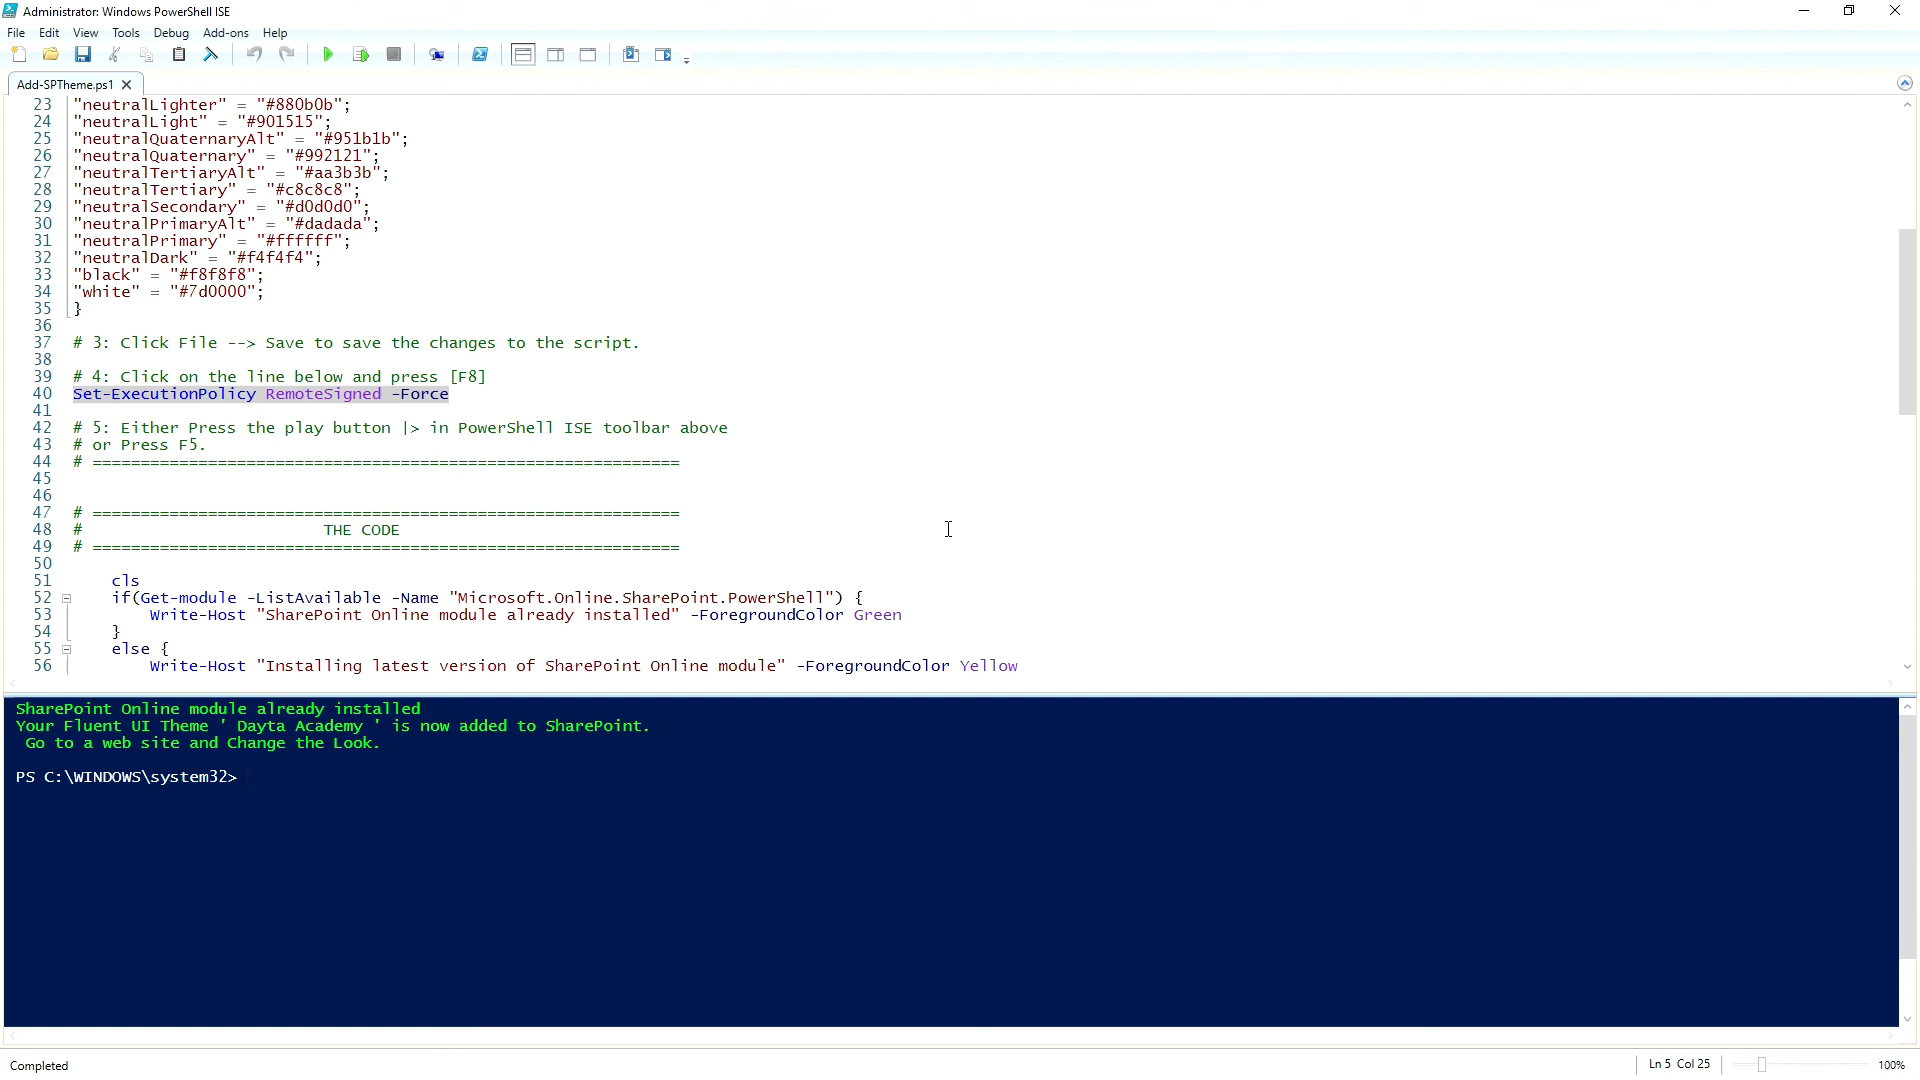 Administrator: Windows PowerShell ISE
File Edit View Tools Debug Add-ons Help
Add-SPTheme.ps1
23 "neutralLighter" = "#880b0b";
24 "neutralLight" = "#901515";
25 "neutralQuaternaryAlt" = "#951b1b";
26 "neutralQuaternary" = "#992121";
27 "neutralTertiaryAlt" = "#aa3b3b";
28 "neutralTertiary" = "#c8c8c8";
29 "neutralSecondary" = "#d0d0d0";
30 "neutralPrimaryAlt" = "#dadada";
31 "neutralPrimary" = "#ffffff";
32 "neutralDark" = "#f4f4f4";
33 "black" = "#f8f8f8";
34 "white" = "#7d0000";
35 }
36
37 # 3: Click File --> Save to save the changes to the script.
38
39 # 4: Click on the line below and press [F8]
40 Set-ExecutionPolicy RemoteSigned -Force
41
42 # 5: Either Press the play button |> in PowerShell ISE toolbar above
43 # or Press F5.
44 # =============================================================
45
46
47 # =============================================================
48 # THE CODE
49 # =============================================================
50
51 cls
52 if(Get-module -ListAvailable -Name "Microsoft.Online.SharePoint.PowerShell") {
53 Write-Host "SharePoint Online module already installed" -ForegroundColor Green
54 }
55 else {
56 Write-Host "Installing latest version of SharePoint Online module" -ForegroundColor Yellow
SharePoint Online module already installed
Your Fluent UI Theme ' Dayta Academy ' is now added to SharePoint.
Go to a web site and Change the Look.
PS C:\WINDOWS\system32>
Completed
Ln 5 Col 25
100%